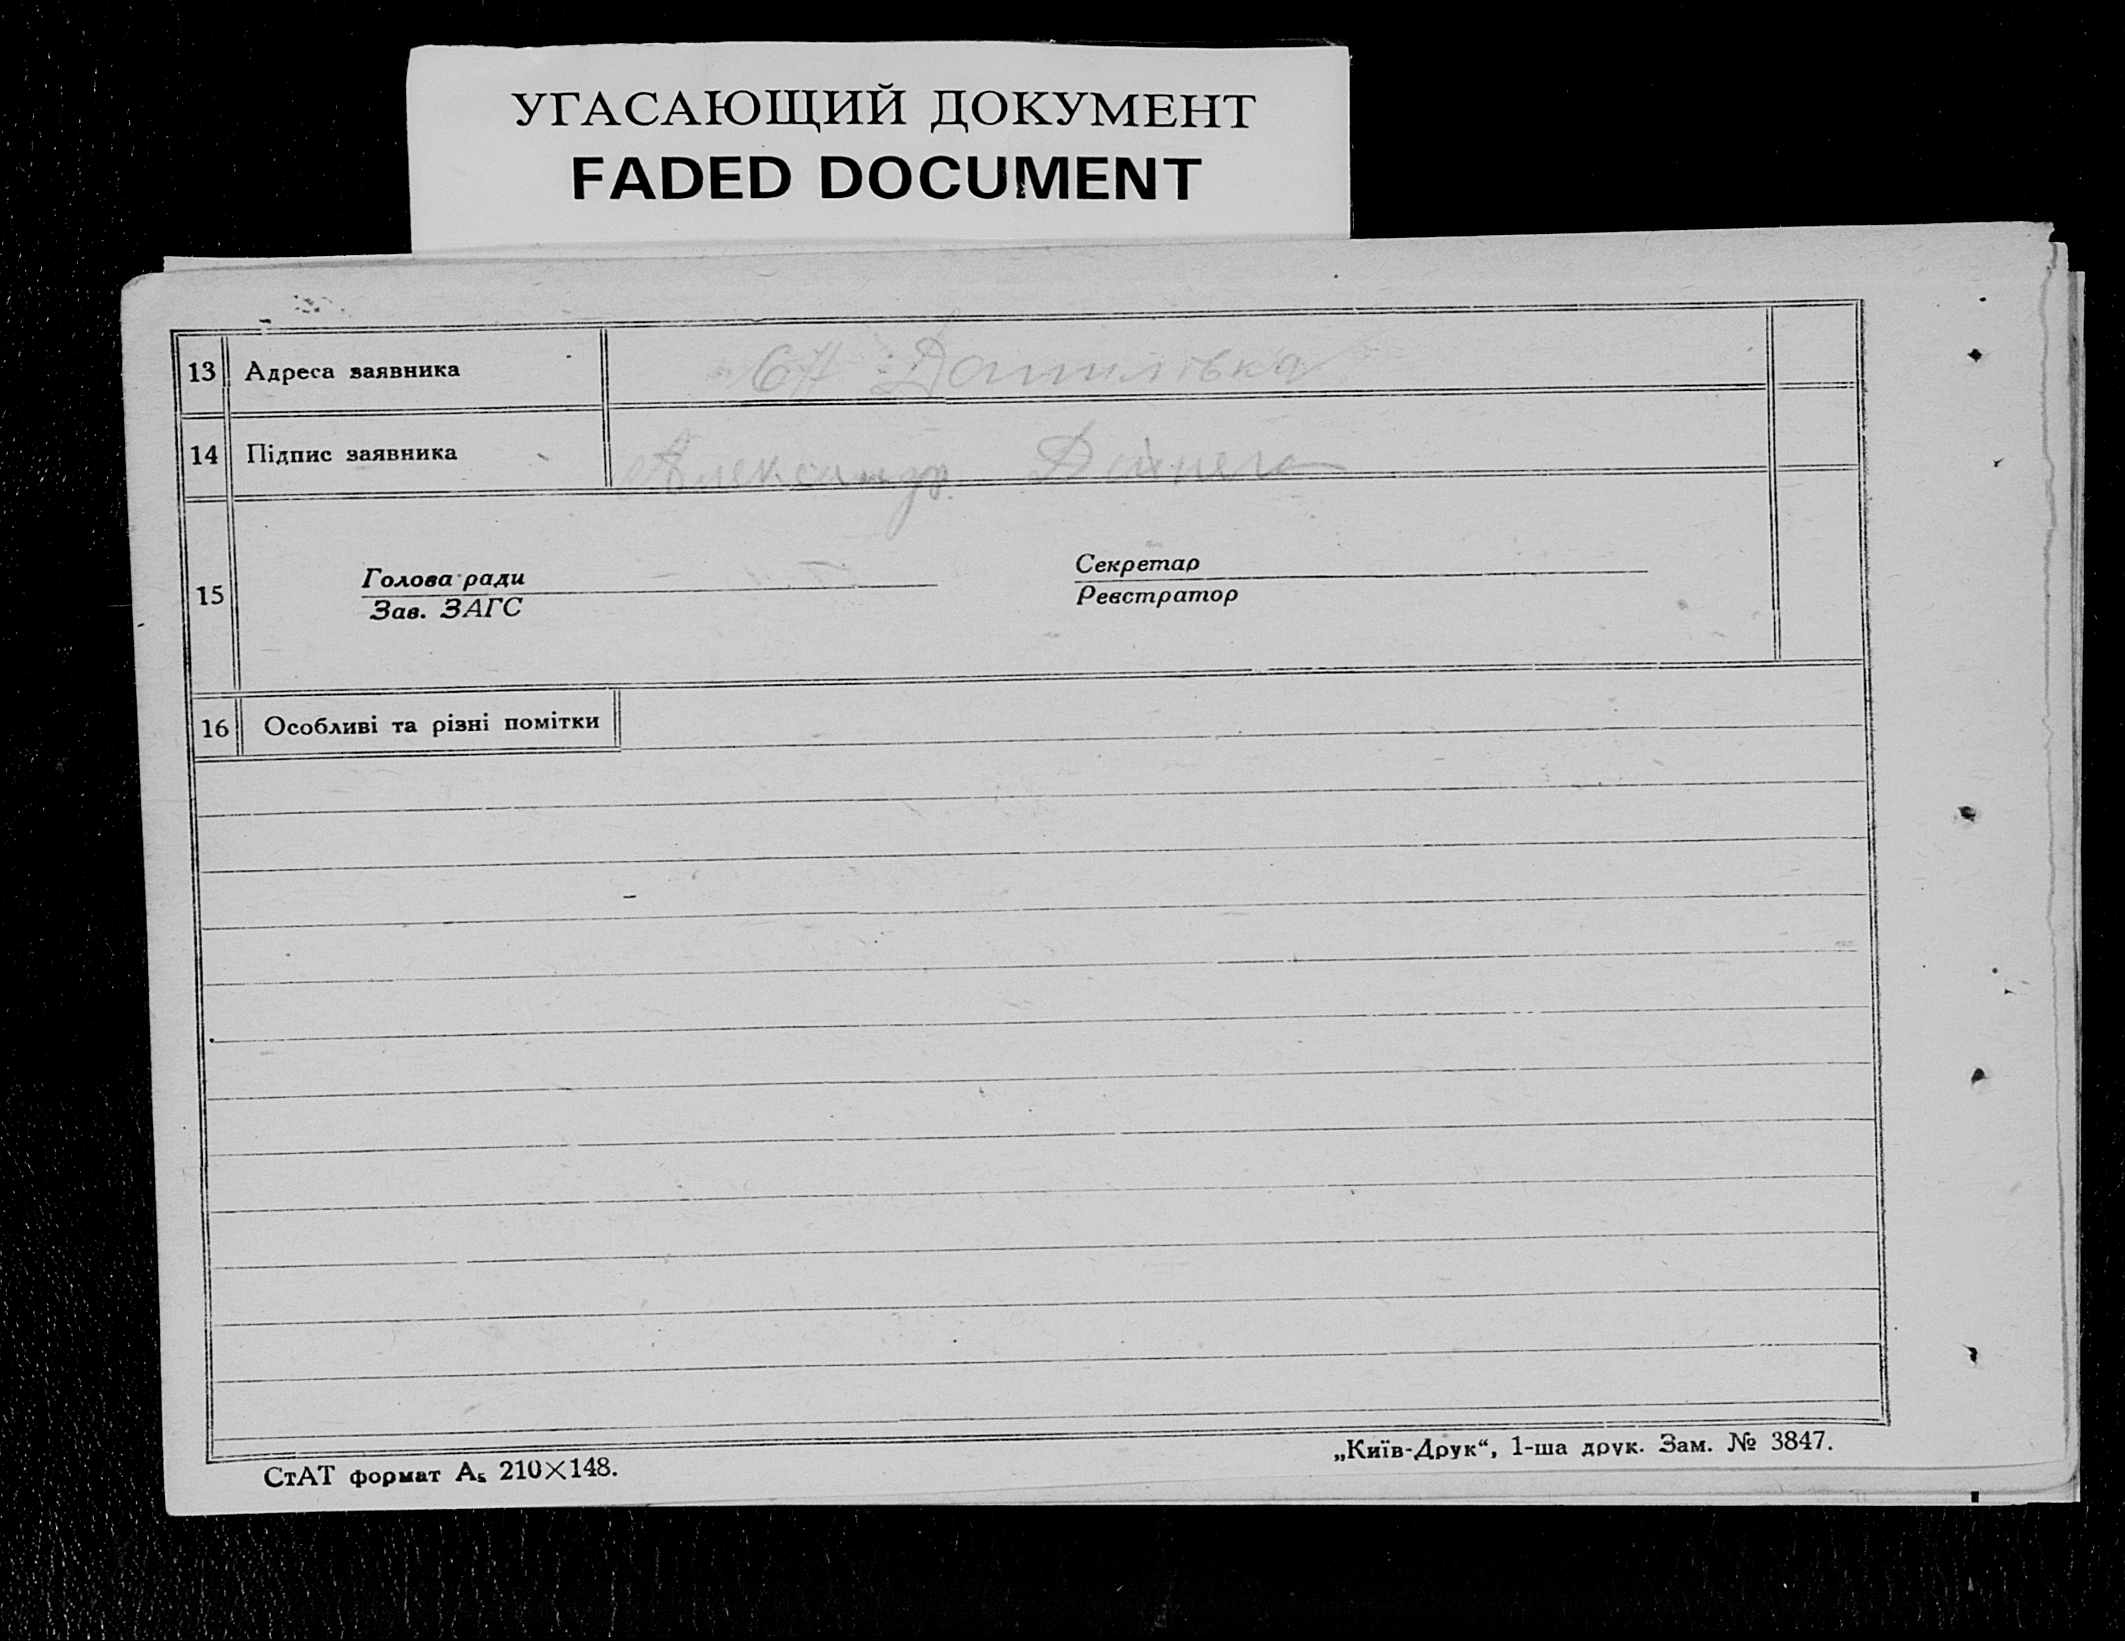 УГАСАЮЩИЙ ДОКУМЕНТ
FADED DOCUMENT
13 Адреса заявника
14 Підпис заявника Александр
15 Голова ради Секретар
Зав. ЗАГС Реєстратор
16 Особливі та різні помітки
СтАТ формат А₅ 210×148.
„Київ-Друк“, 1-ша друк. Зам. № 3847.